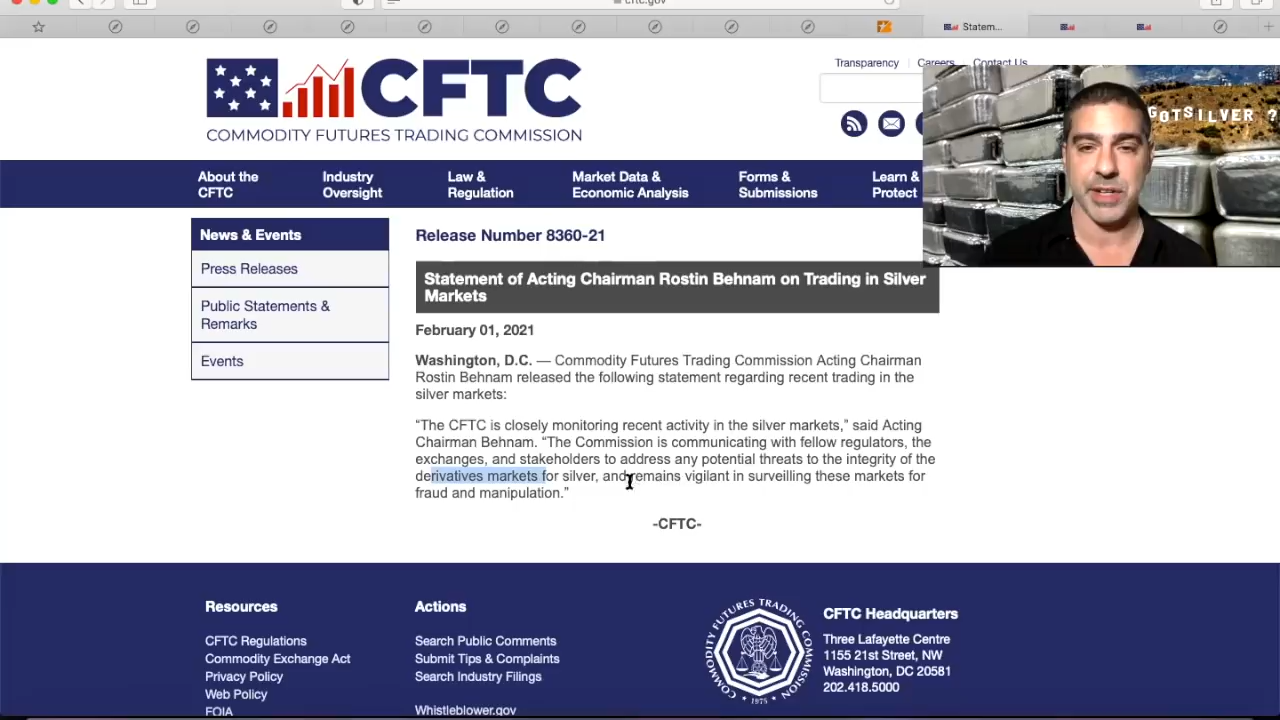 cftc.gov
Statem...
CFTC
COMMODITY FUTURES TRADING COMMISSION
Transparency
Careers
Contact Us
GOTSILVER ?
About the
CFTC
Industry
Oversight
Law &
Regulation
Market Data &
Economic Analysis
Forms &
Submissions
Learn &
Protect
News & Events
Press Releases
Public Statements &
Remarks
Events
Release Number 8360-21
Statement of Acting Chairman Rostin Behnam on Trading in Silver
Markets
February 01, 2021
Washington, D.C. — Commodity Futures Trading Commission Acting Chairman
Rostin Behnam released the following statement regarding recent trading in the
silver markets:
“The CFTC is closely monitoring recent activity in the silver markets,” said Acting
Chairman Behnam. “The Commission is communicating with fellow regulators, the
exchanges, and stakeholders to address any potential threats to the integrity of the
derivatives markets for silver, and remains vigilant in surveilling these markets for
fraud and manipulation.”
-CFTC-
Resources
CFTC Regulations
Commodity Exchange Act
Privacy Policy
Web Policy
FOIA
Actions
Search Public Comments
Submit Tips & Complaints
Search Industry Filings
Whistleblower.gov
COMMODITY FUTURES TRADING COMMISSION
1975
CFTC Headquarters
Three Lafayette Centre
1155 21st Street, NW
Washington, DC 20581
202.418.5000